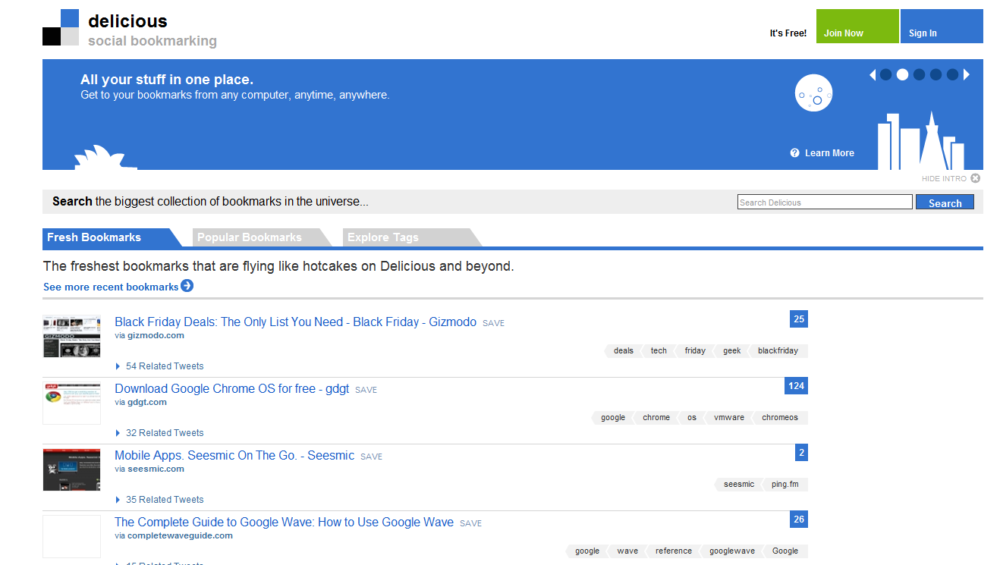 delicious
social bookmarking
It's Free!
Join Now
Sign In
All your stuff in one place.
Get to your bookmarks from any computer, anytime, anywhere.
Learn More
HIDE INTRO
Search the biggest collection of bookmarks in the universe...
Search Delicious
Search
Fresh Bookmarks
Popular Bookmarks
Explore Tags
The freshest bookmarks that are flying like hotcakes on Delicious and beyond.
See more recent bookmarks
Black Friday Deals: The Only List You Need - Black Friday - Gizmodo SAVE
25
via gizmodo.com
deals tech friday geek blackfriday
54 Related Tweets
Download Google Chrome OS for free - gdgt SAVE
124
via gdgt.com
google chrome os vmware chromeos
32 Related Tweets
Mobile Apps. Seesmic On The Go. - Seesmic SAVE
2
via seesmic.com
seesmic ping.fm
35 Related Tweets
The Complete Guide to Google Wave: How to Use Google Wave SAVE
26
via completewaveguide.com
google wave reference googlewave Google